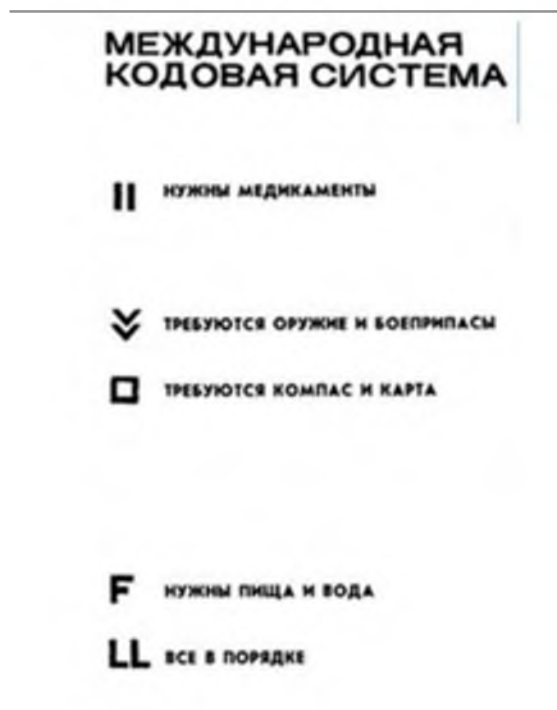 МЕЖДУНАРОДНАЯ
КОДОВАЯ СИСТЕМА
II НУЖНЫ МЕДИКАМЕНТЫ
ТРЕБУЮТСЯ ОРУЖИЕ И БОЕПРИПАСЫ
ТРЕБУЮТСЯ КОМПАС И КАРТА
F НУЖНЫ ПИЩА И ВОДА
LL ВСЕ В ПОРЯДКЕ